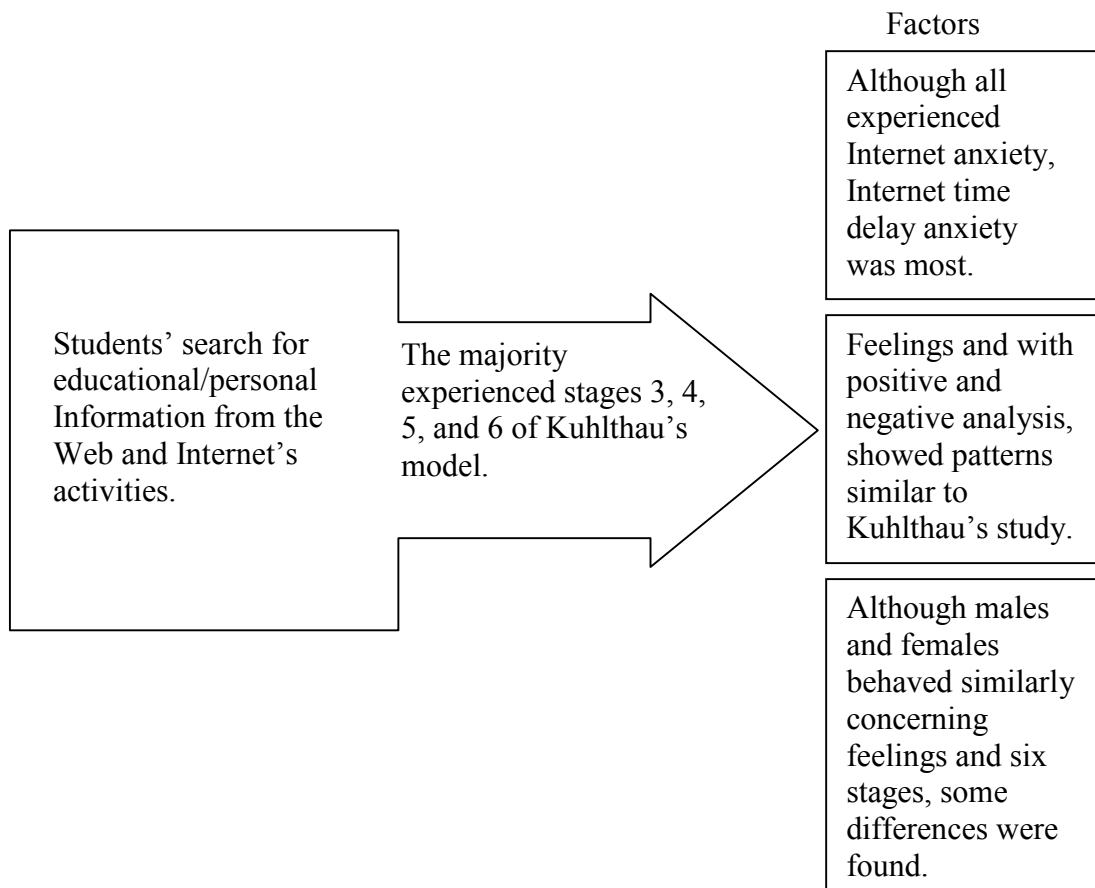 Students’ search for
educational/personal
Information from the
Web and Internet’s
activities.
The majority
experienced stages 3, 4,
5, and 6 of Kuhlthau’s
model.
Factors
Although all
experienced
Internet anxiety,
Internet time
delay anxiety
was most.
Feelings and with
positive and
negative analysis,
showed patterns
similar to
Kuhlthau’s study.
Although males
and females
behaved similarly
concerning
feelings and six
stages, some
differences were
found.